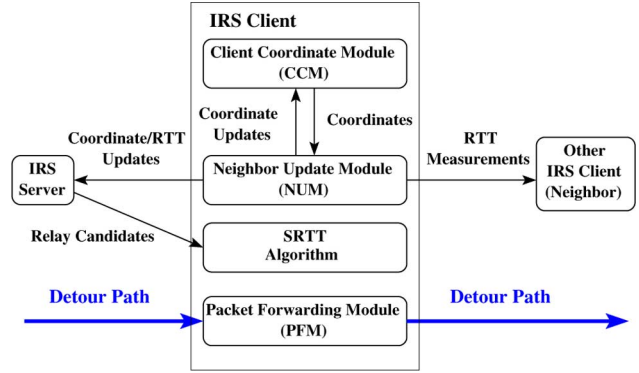 IRS Client
Client Coordinate Module
(CCM)
Coordinate
Updates
Coordinates
Coordinate/RTT
Updates
RTT
Measurements
IRS
Server
Neighbor Update Module
(NUM)
Other
IRS Client
(Neighbor)
Relay Candidates
SRTT
Algorithm
Detour Path
Packet Forwarding Module
(PFM)
Detour Path